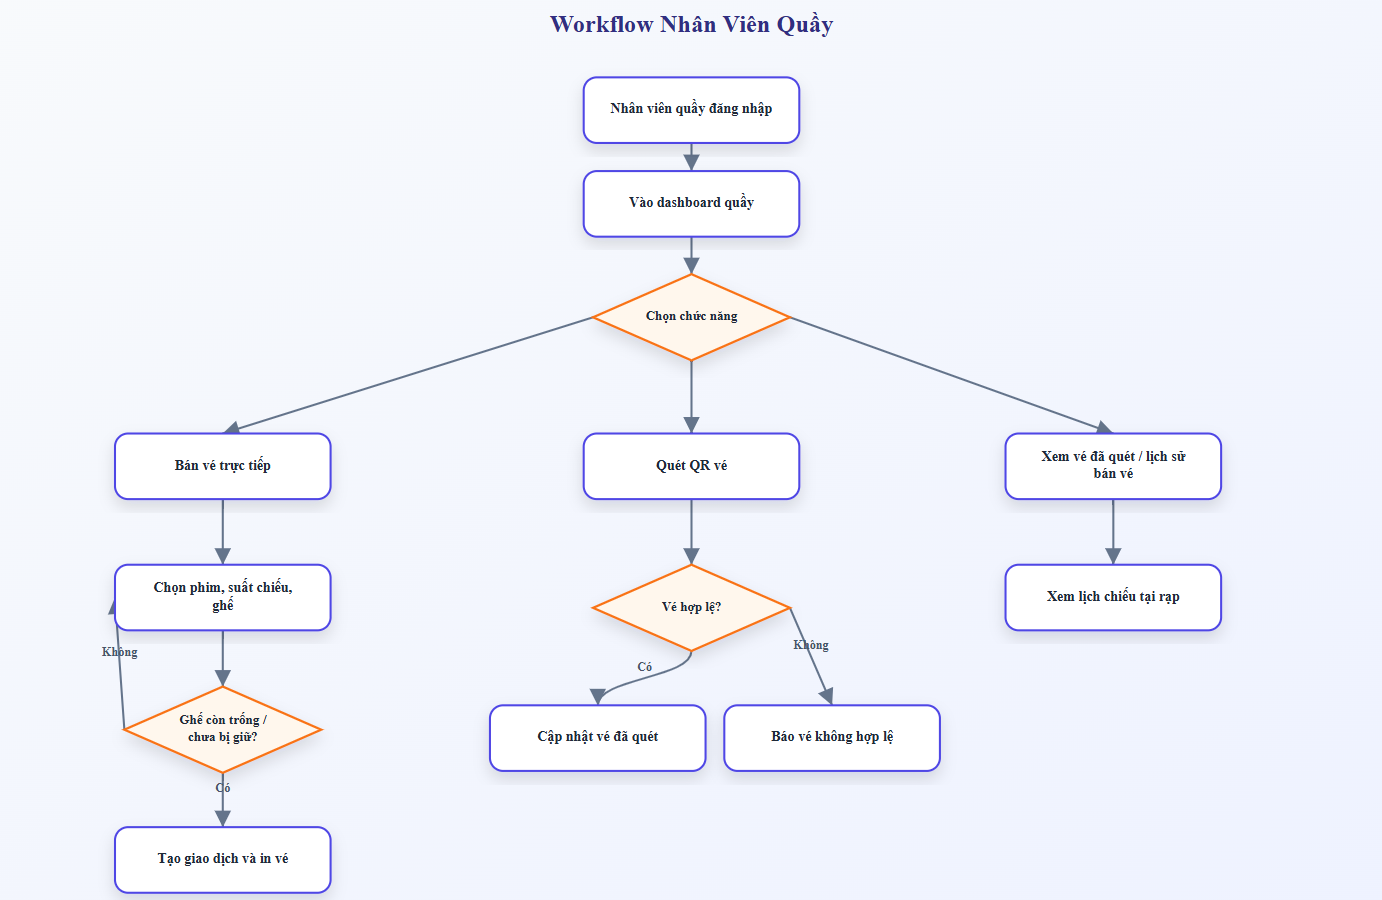 Workflow Nhân Viên Quầy
Nhân viên quầy đăng nhập
Vào dashboard quầy
Chọn chức năng
Bán vé trực tiếp
Quét QR vé
Xem vé đã quét / lịch sử
bán vé
Chọn phim, suất chiếu,
ghế
Vé hợp lệ?
Xem lịch chiếu tại rạp
Không
Không
Có
Ghế còn trống /
chưa bị giữ?
Cập nhật vé đã quét
Báo vé không hợp lệ
Có
Tạo giao dịch và in vé